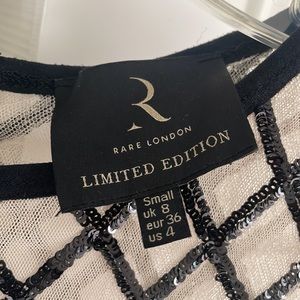 R
RARE LONDON
LIMITED EDITION
Small
uk 8
eur 36
us 4